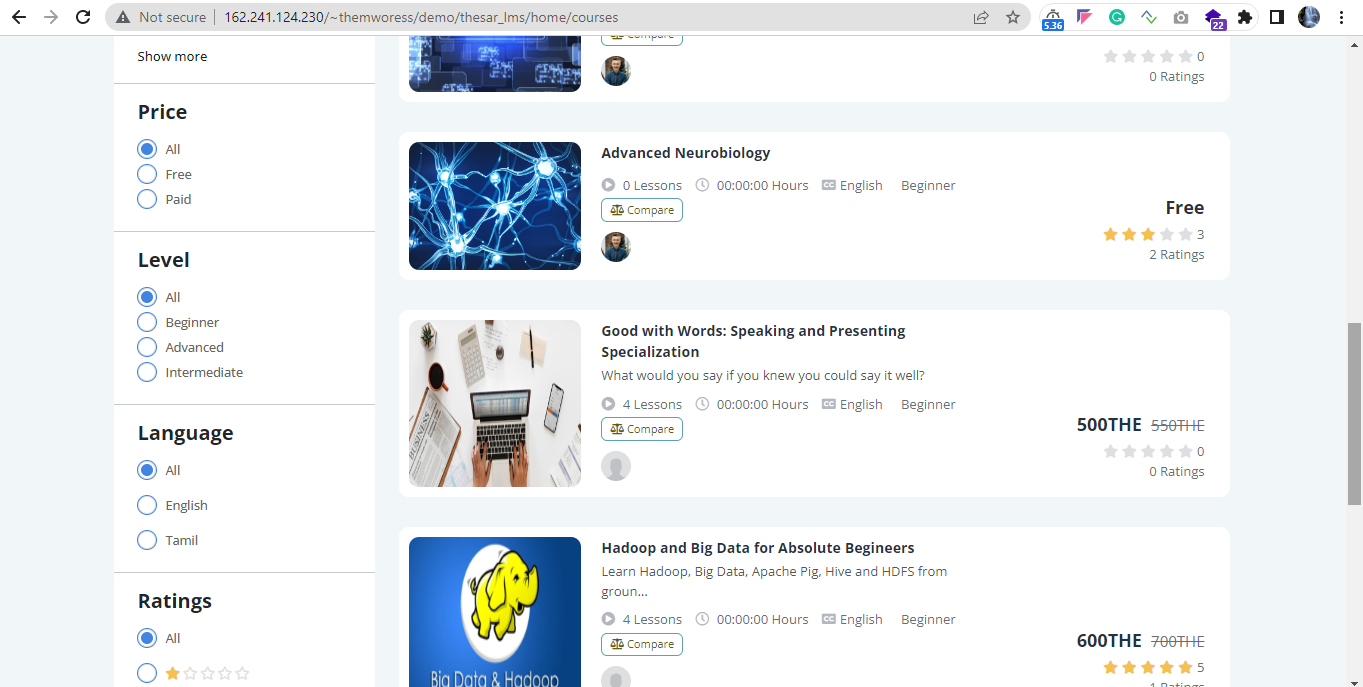 Not secure
162.241.124.230/~themworess/demo/thesar_lms/home/courses
5.36
22
Show more
Price
All
Free
Paid
Level
All
Beginner
Advanced
Intermediate
Language
All
English
Tamil
Ratings
All
Compare
0
0 Ratings
Advanced Neurobiology
0 Lessons 00:00:00 Hours CC English Beginner
Compare
Free
3
2 Ratings
Good with Words: Speaking and Presenting
Specialization
What would you say if you knew you could say it well?
4 Lessons 00:00:00 Hours CC English Beginner
Compare
500THE 550THE
0
0 Ratings
BUSINESS
Hadoop and Big Data for Absolute Begineers
Learn Hadoop, Big Data, Apache Pig, Hive and HDFS from
groun...
4 Lessons 00:00:00 Hours CC English Beginner
Compare
600THE 700THE
5
1 Ratings
Big Data & Hadoop